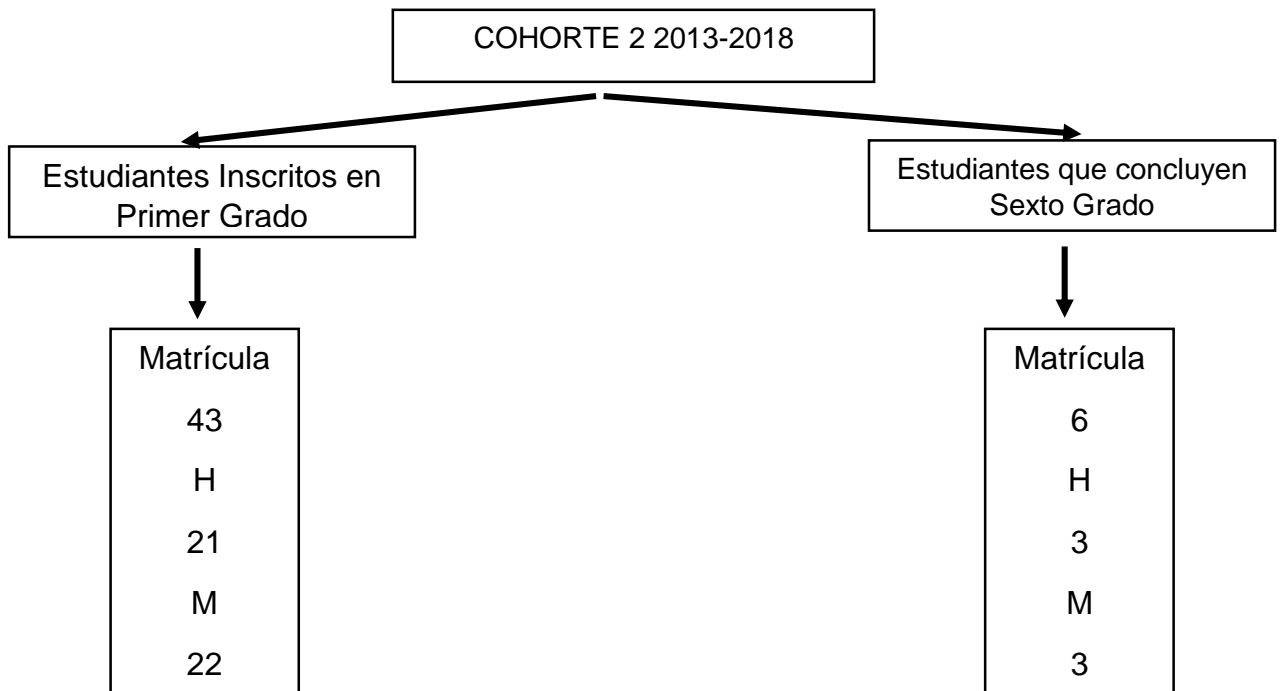 COHORTE 2 2013-2018
Estudiantes Inscritos en
Primer Grado
Estudiantes que concluyen
Sexto Grado
Matrícula
43
H
21
M
22
Matrícula
6
H
3
M
3